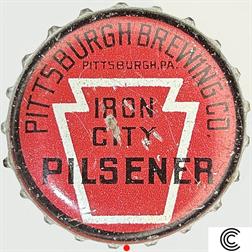 PITTSBURGH BREWING CO.
PITTSBURGH, PA.
IRON
CITY
PILSENER